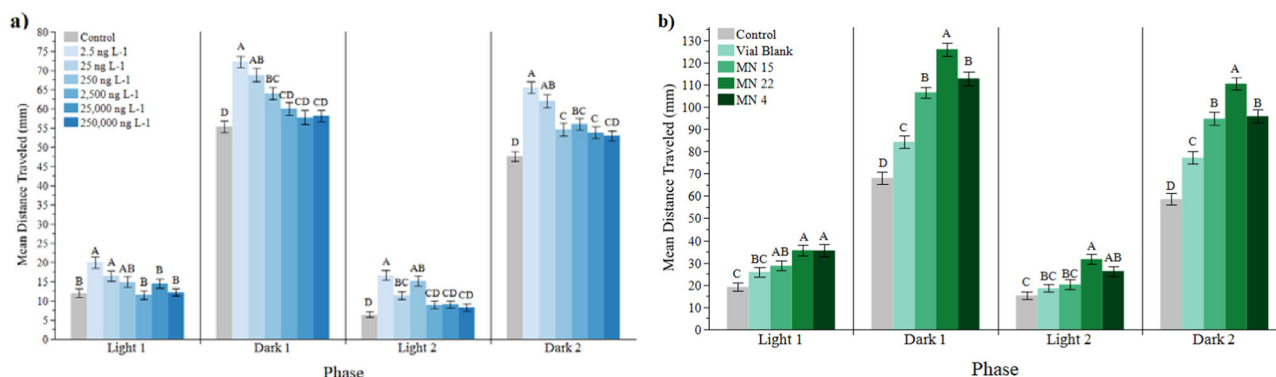 a)
Control
2.5 ng L-1
25 ng L-1
250 ng L-1
2,500 ng L-1
25,000 ng L-1
250,000 ng L-1
Mean Distance Traveled (mm)
80
75
70
65
60
55
50
45
40
35
30
25
20
15
10
5
0
B A A AB B B B
D A AB BC CD CD CD
D A BC AB CD CD CD
D A A C C C CD
Light 1 Dark 1 Light 2 Dark 2
Phase
b)
Control
Vial Blank
MN 15
MN 22
MN 4
Mean Distance Traveled (mm)
130
120
110
100
90
80
70
60
50
40
30
20
10
0
C BC AB A A
D C B A B
C BC BC A AB
D C B A B
Light 1 Dark 1 Light 2 Dark 2
Phase